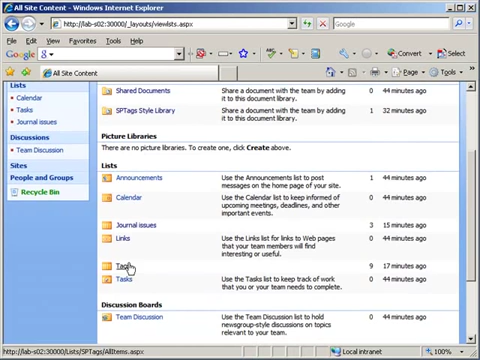 All Site Content - Windows Internet Explorer
http://lab-s02:30000/_layouts/viewlists.aspx
Google
File Edit View Favorites Tools Help
Google Convert Select
All Site Content Page Tools
Lists
Calendar
Tasks
Journal issues
Discussions
Team Discussion
Sites
People and Groups
Recycle Bin
Shared Documents Share a document with the team by adding it to this document library. 0 44 minutes ago
SPTags Style Library Share a document with the team by adding it to this document library. 1 32 minutes ago
Picture Libraries
There are no picture libraries. To create one, click Create above.
Lists
Announcements Use the Announcements list to post messages on the home page of your site. 1 44 minutes ago
Calendar Use the Calendar list to keep informed of upcoming meetings, deadlines, and other important events. 0 44 minutes ago
Journal issues 3 15 minutes ago
Links Use the Links list for links to Web pages that your team members will find interesting or useful. 0 44 minutes ago
9 17 minutes ago
Tasks Use the Tasks list to keep track of work that you or your team needs to complete. 0 44 minutes ago
Discussion Boards
Team Discussion Use the Team Discussion list to hold newsgroup-style discussions on topics relevant to your team. 0 44 minutes ago
http://lab-s02:30000/Lists/SPTags/AllItems.aspx Local intranet 100%